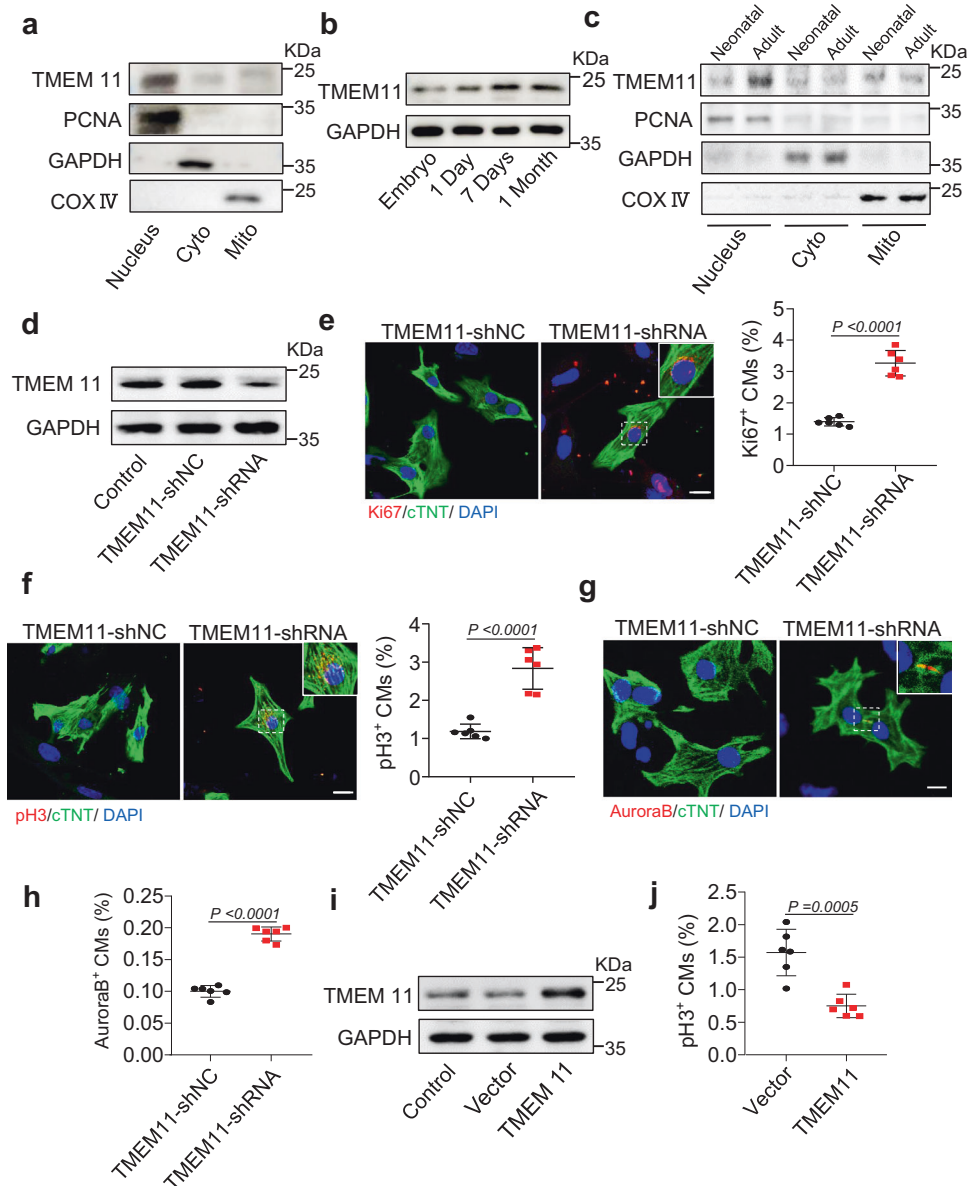 a
KDa
TMEM 11
25
PCNA
35
GAPDH
35
COX Ⅳ
25
Nucleus
Cyto
Mito
b
KDa
TMEM11
25
GAPDH
35
Embryo
1 Day
7 Days
1 Month
c
Neonatal
Adult
Neonatal
Adult
Neonatal
Adult
KDa
TMEM11
25
PCNA
35
GAPDH
35
COX Ⅳ
25
Nucleus
Cyto
Mito
d
KDa
TMEM 11
25
GAPDH
35
Control
TMEM11-shNC
TMEM11-shRNA
e
TMEM11-shNC
TMEM11-shRNA
Ki67/cTNT/ DAPI
Ki67+ CMs (%)
5
4
3
2
1
0
P <0.0001
TMEM11-shNC
TMEM11-shRNA
f
TMEM11-shNC
TMEM11-shRNA
pH3/cTNT/ DAPI
pH3+ CMs (%)
4
3
2
1
0
P <0.0001
TMEM11-shNC
TMEM11-shRNA
g
TMEM11-shNC
TMEM11-shRNA
AuroraB/cTNT/ DAPI
h
AuroraB+ CMs (%)
0.25
0.20
0.15
0.10
0.05
0.00
P <0.0001
TMEM11-shNC
TMEM11-shRNA
i
KDa
TMEM 11
25
GAPDH
35
Control
Vector
TMEM 11
j
pH3+ CMs (%)
2.5
2.0
1.5
1.0
0.5
0.0
P =0.0005
Vector
TMEM11